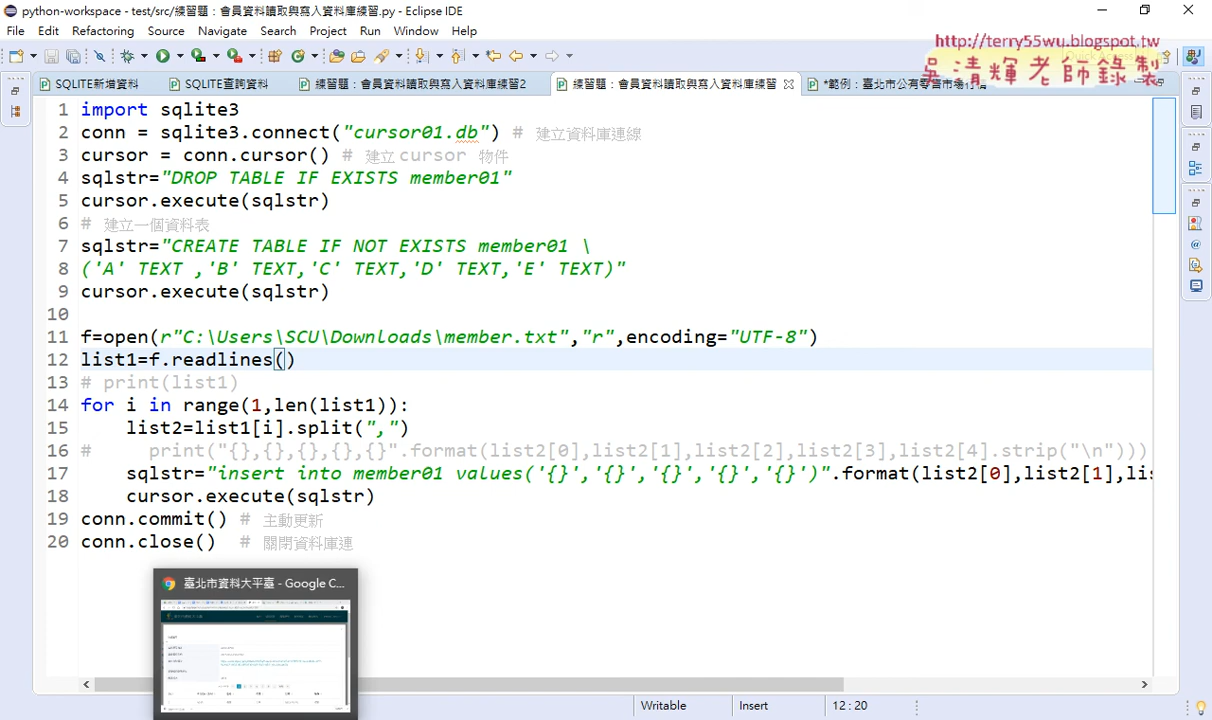 python-workspace - test/src/練習題：會員資料讀取與寫入資料庫練習.py - Eclipse IDE
File Edit Refactoring Source Navigate Search Project Run Window Help
http://terry55wu.blogspot.tw
吳清輝老師錄製
SQLITE新增資料 SQLITE查詢資料 練習題：會員資料讀取與寫入資料庫練習2 練習題：會員資料讀取與寫入資料庫練習 *範例：臺北市公有零售市場行情
1 import sqlite3
2 conn = sqlite3.connect("cursor01.db") # 建立資料庫連線
3 cursor = conn.cursor() # 建立 cursor 物件
4 sqlstr="DROP TABLE IF EXISTS member01"
5 cursor.execute(sqlstr)
6 # 建立一個資料表
7 sqlstr="CREATE TABLE IF NOT EXISTS member01 \
8 ('A' TEXT ,'B' TEXT,'C' TEXT,'D' TEXT,'E' TEXT)"
9 cursor.execute(sqlstr)
10
11 f=open(r"C:\Users\SCU\Downloads\member.txt","r",encoding="UTF-8")
12 list1=f.readlines()
13 # print(list1)
14 for i in range(1,len(list1)):
15 list2=list1[i].split(",")
16 # print("{},{},{},{},{}".format(list2[0],list2[1],list2[2],list2[3],list2[4].strip("\n")))
17 sqlstr="insert into member01 values('{}','{}','{}','{}','{}')".format(list2[0],list2[1],lis
18 cursor.execute(sqlstr)
19 conn.commit() # 主動更新
20 conn.close() # 關閉資料庫連
臺北市資料大平臺 - Google C...
Writable Insert 12 : 20